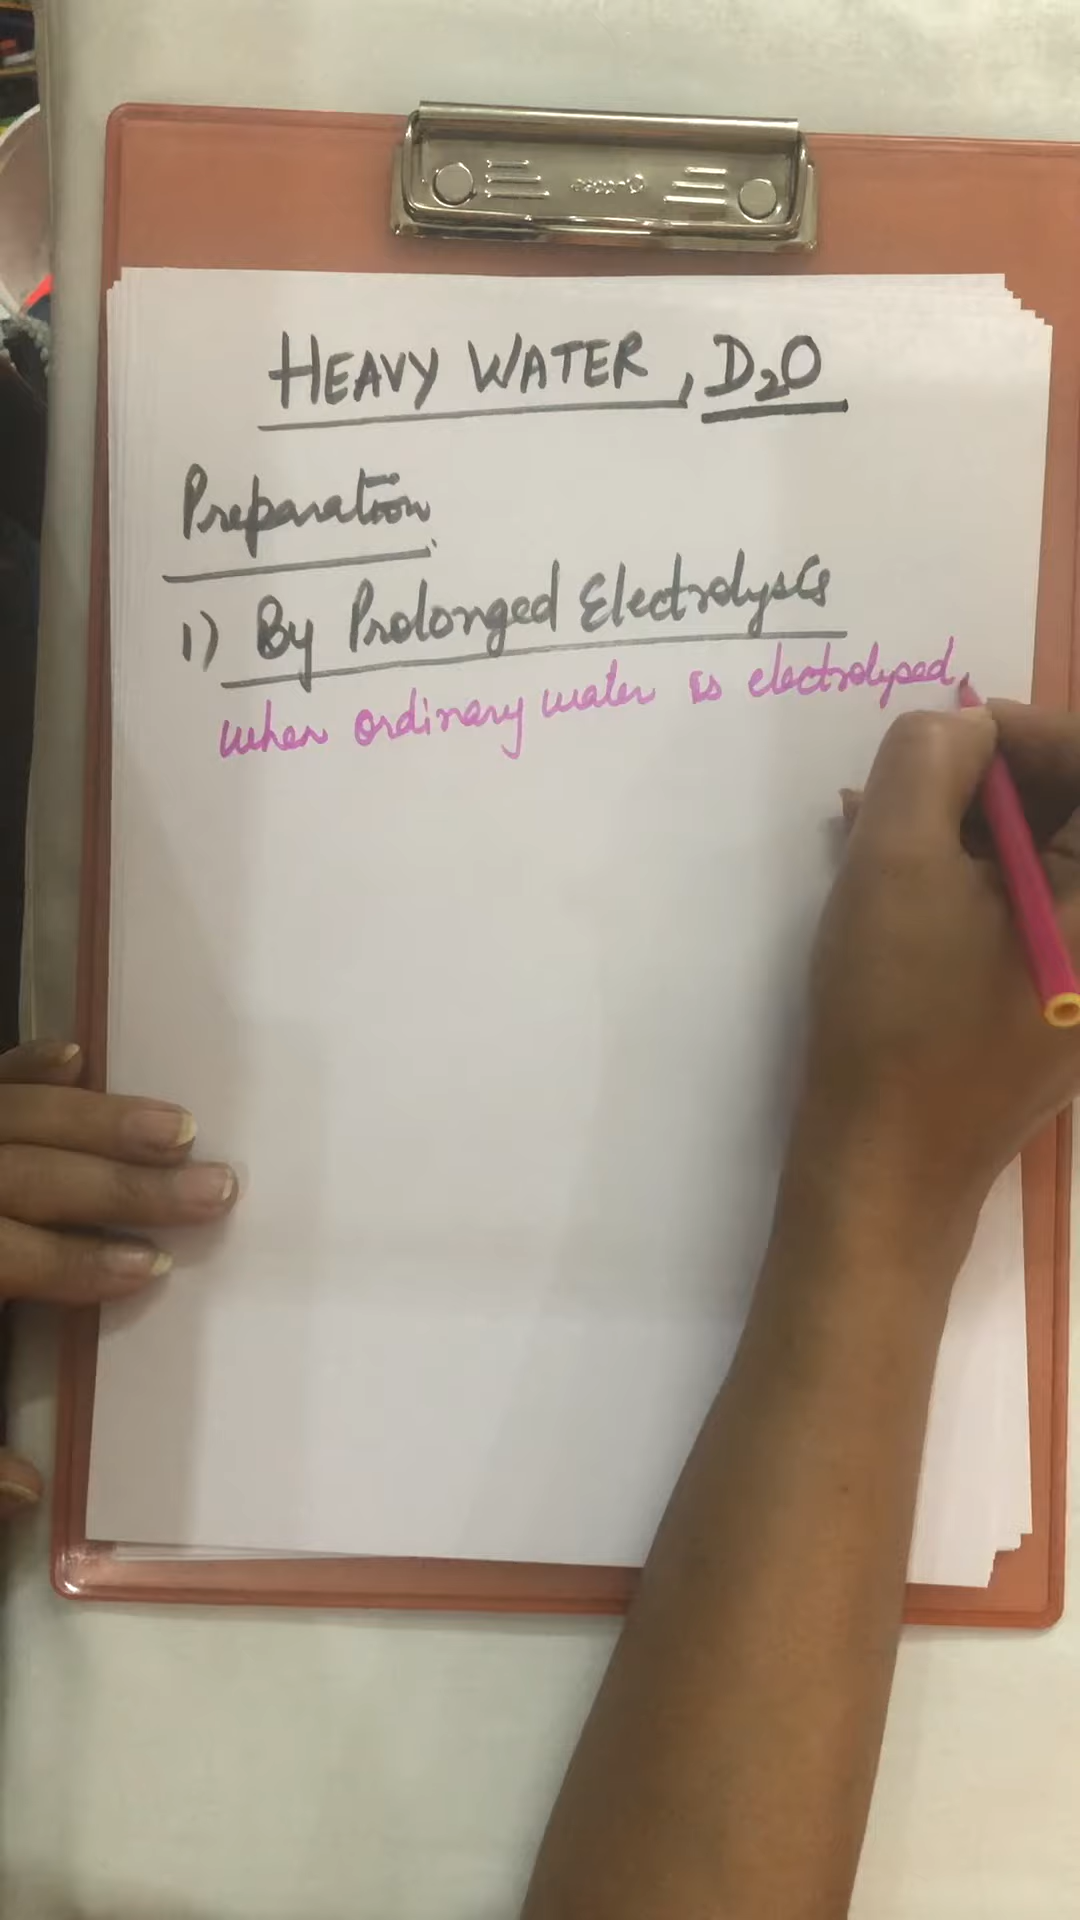 HEAVY WATER, D₂O
Preparation
1) By Prolonged Electrolysis
when ordinary water is electrolysed,